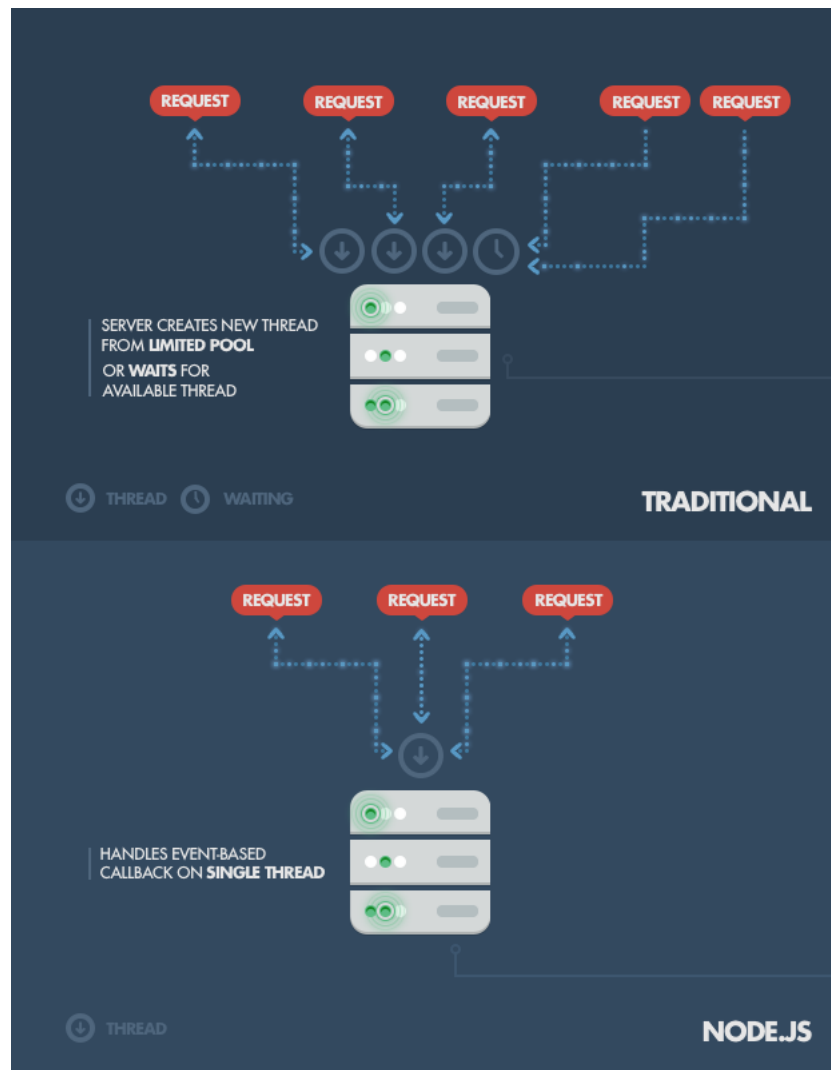 REQUEST
REQUEST
REQUEST
REQUEST
REQUEST
SERVER CREATES NEW THREAD
FROM LIMITED POOL
OR WAITS FOR
AVAILABLE THREAD
THREAD
WAITING
TRADITIONAL
REQUEST
REQUEST
REQUEST
HANDLES EVENT-BASED
CALLBACK ON SINGLE THREAD
THREAD
NODE.JS